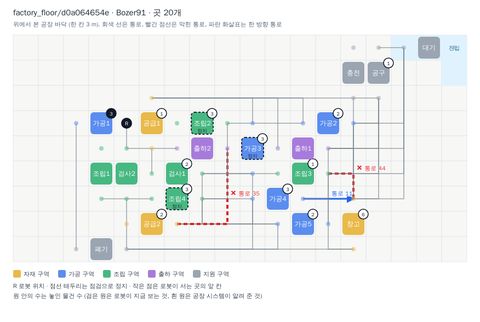 factory_floor/d0a064654e · Bozer91 · 곳 20개
위에서 본 공장 바닥 (한 칸 3 m). 회색 선은 통로, 빨간 점선은 막힌 통로, 파란 화살표는 한 방향 통로
대기
진입
충전
공구
1
가공1
3
R
공급1
1
조립2
3
가공2
2
출하2
가공3
3
출하1
조립1
검사2
검사1
2
조립3
1
✕ 통로 44
조립4
3
✕ 통로 35
가공4
3
공급2
2
가공5
2
창고
6
폐기
자재 구역
가공 구역
조립 구역
출하 구역
지원 구역
R 로봇 위치 · 점선 테두리는 점검으로 정지 · 작은 점은 로봇이 서는 곳의 앞 칸
원 안의 수는 놓인 물건 수 (검은 원은 로봇이 지금 보는 것, 흰 원은 공장 시스템이 알려 준 것)